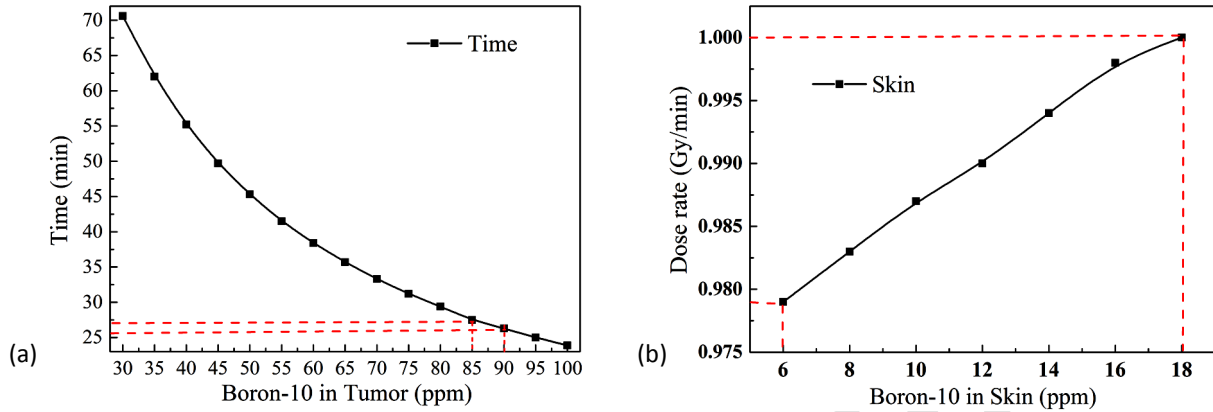 70
65
60
55
50
45
40
35
30
25
Time (min)
Time
30 35 40 45 50 55 60 65 70 75 80 85 90 95 100
Boron-10 in Tumor (ppm)
(a)
1.000
0.995
0.990
0.985
0.980
0.975
Dose rate (Gy/min)
Skin
6 8 10 12 14 16 18
Boron-10 in Skin (ppm)
(b)